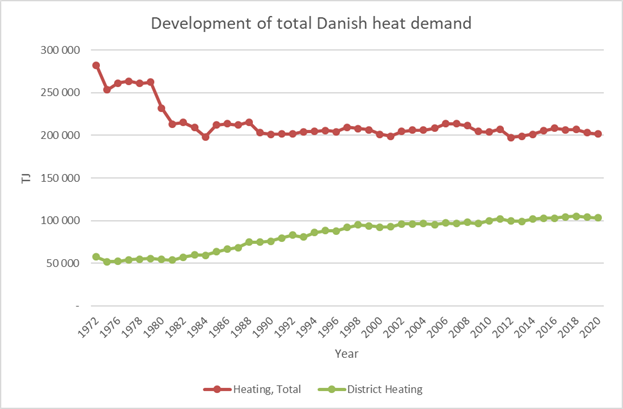 Development of total Danish heat demand
300 000
250 000
200 000
150 000
100 000
50 000
-
TJ
1972 1976 1978 1980 1982 1984 1986 1988 1990 1992 1994 1996 1998 2000 2002 2004 2006 2008 2010 2012 2014 2016 2018 2020
Year
Heating, Total District Heating